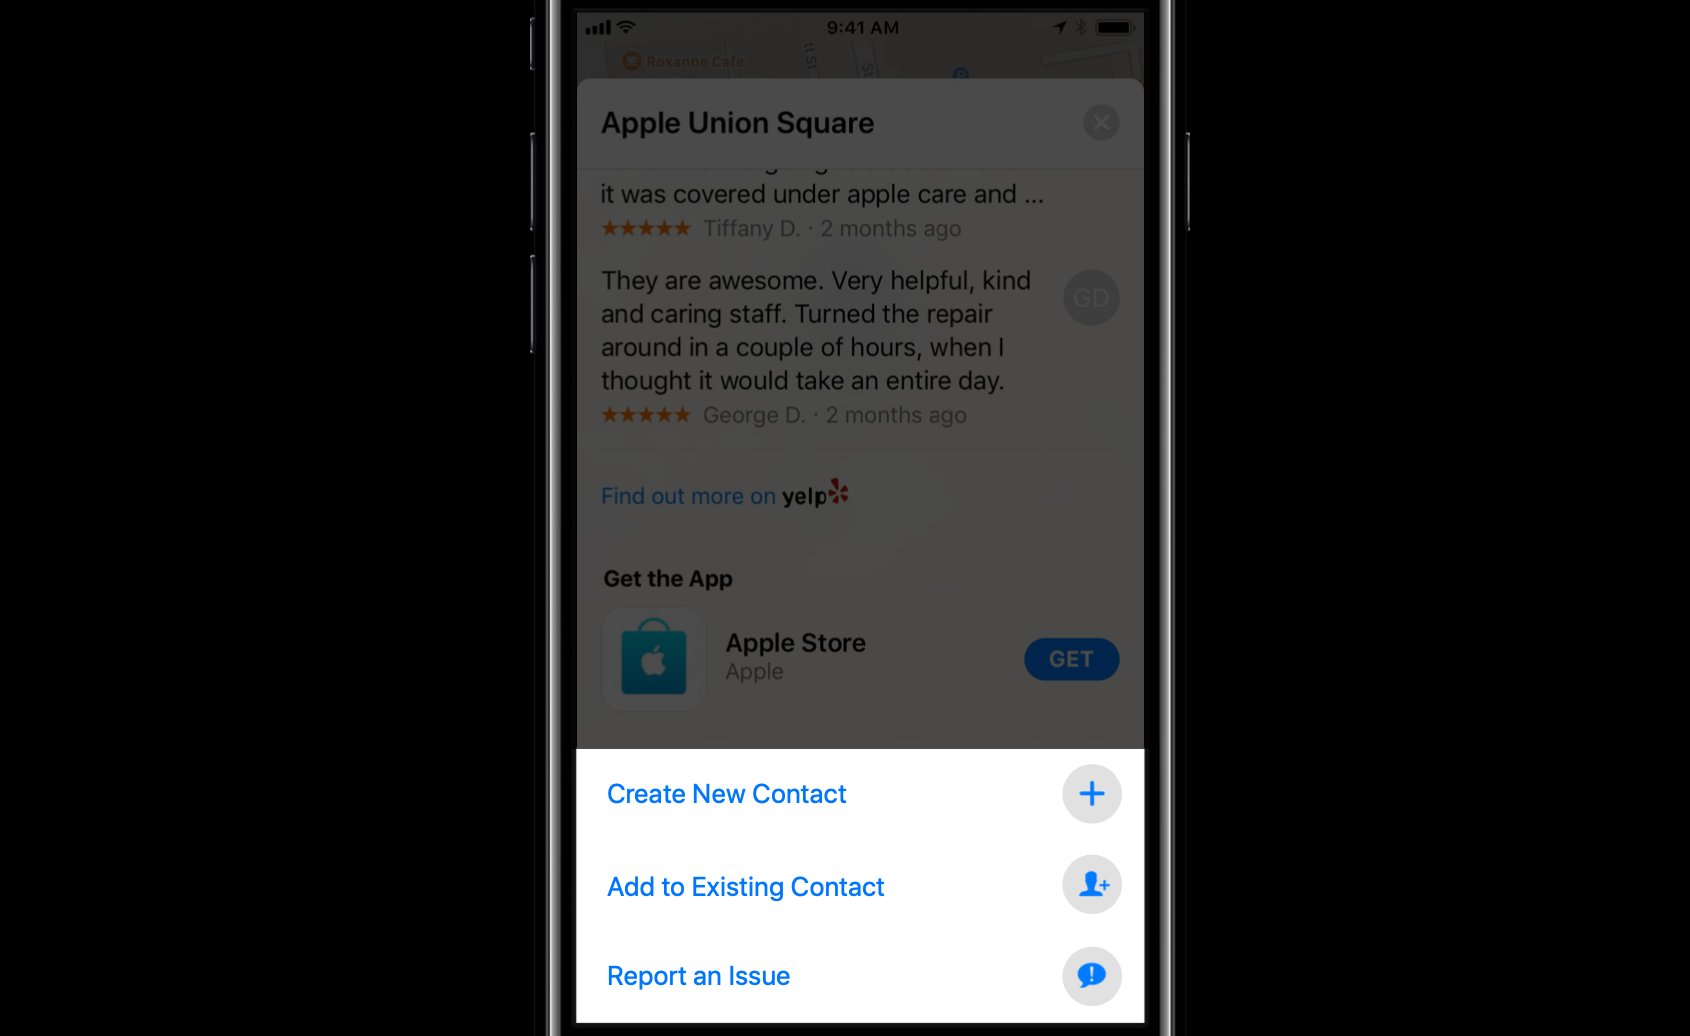 9:41 AM
Roxanne Cafe
St
Apple Union Square
it was covered under apple care and ...
★★★★★ Tiffany D. · 2 months ago
They are awesome. Very helpful, kind
and caring staff. Turned the repair
around in a couple of hours, when I
thought it would take an entire day.
GD
★★★★★ George D. · 2 months ago
Find out more on yelp
Get the App
Apple Store
Apple
GET
Create New Contact
Add to Existing Contact
Report an Issue